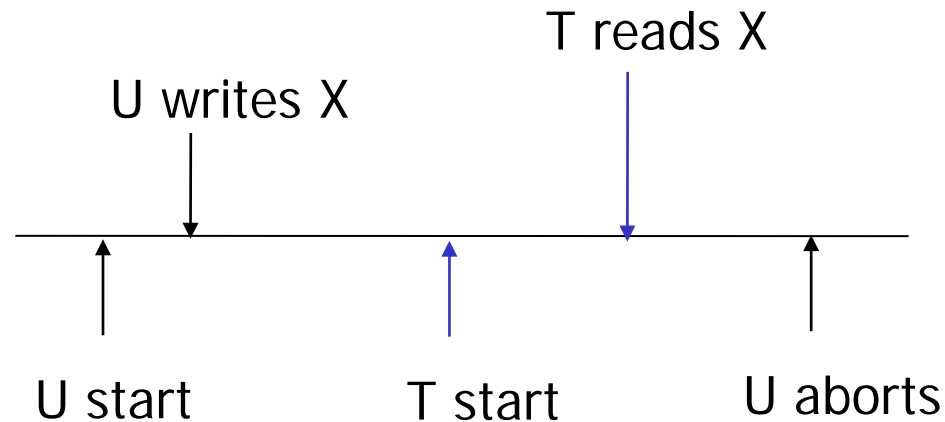 T reads X
U writes X
U start
T start
U aborts